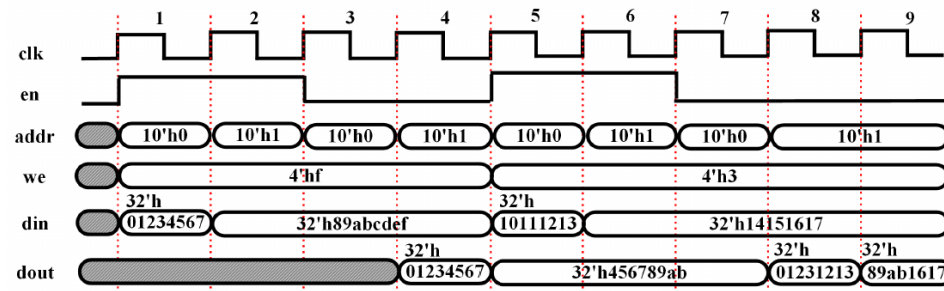 1 2 3 4 5 6 7 8 9
clk
en
addr 10'h0 10'h1 10'h0 10'h1 10'h0 10'h1 10'h0 10'h1
we 4'hf 4'h3
32'h 32'h
din 01234567 32'h89abcdef 10111213 32'h14151617
32'h 32'h 32'h
dout 01234567 32'h456789ab 01231213 89ab1617